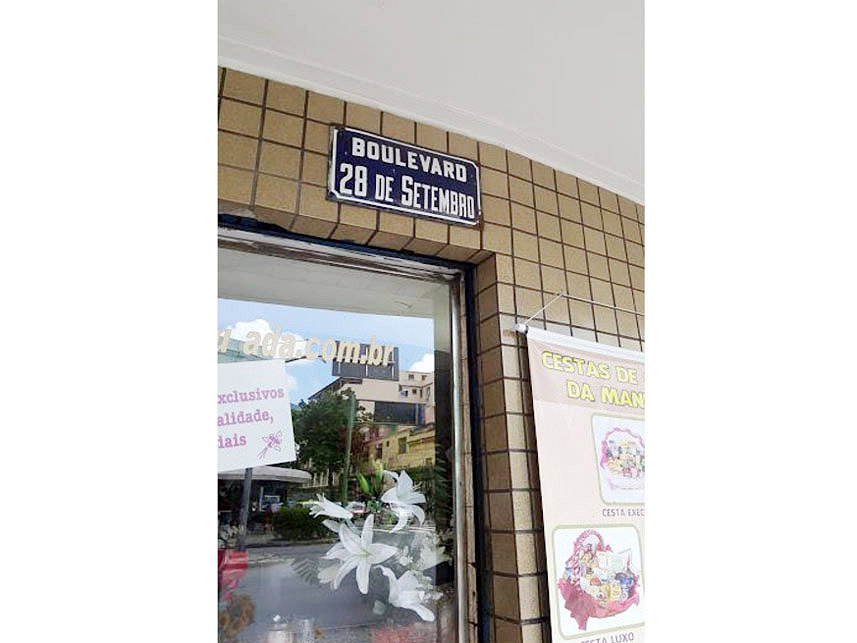 BOULEVARD
28 DE SETEMBRO
ada.com.br
exclusivos
alidade,
iais
CESTAS DE
DA MAN
CESTA EXEC
CESTA LUXO